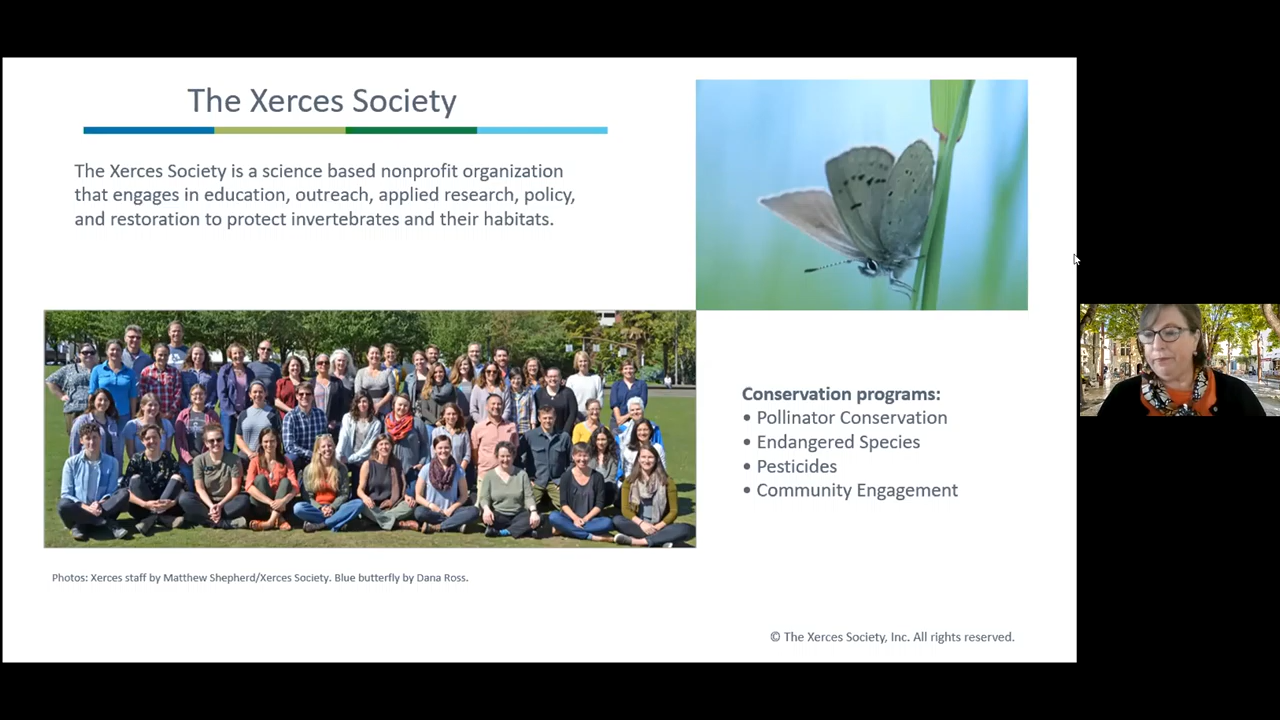 The Xerces Society
The Xerces Society is a science based nonprofit organization
that engages in education, outreach, applied research, policy,
and restoration to protect invertebrates and their habitats.
Conservation programs:
• Pollinator Conservation
• Endangered Species
• Pesticides
• Community Engagement
Photos: Xerces staff by Matthew Shepherd/Xerces Society. Blue butterfly by Dana Ross.
© The Xerces Society, Inc. All rights reserved.